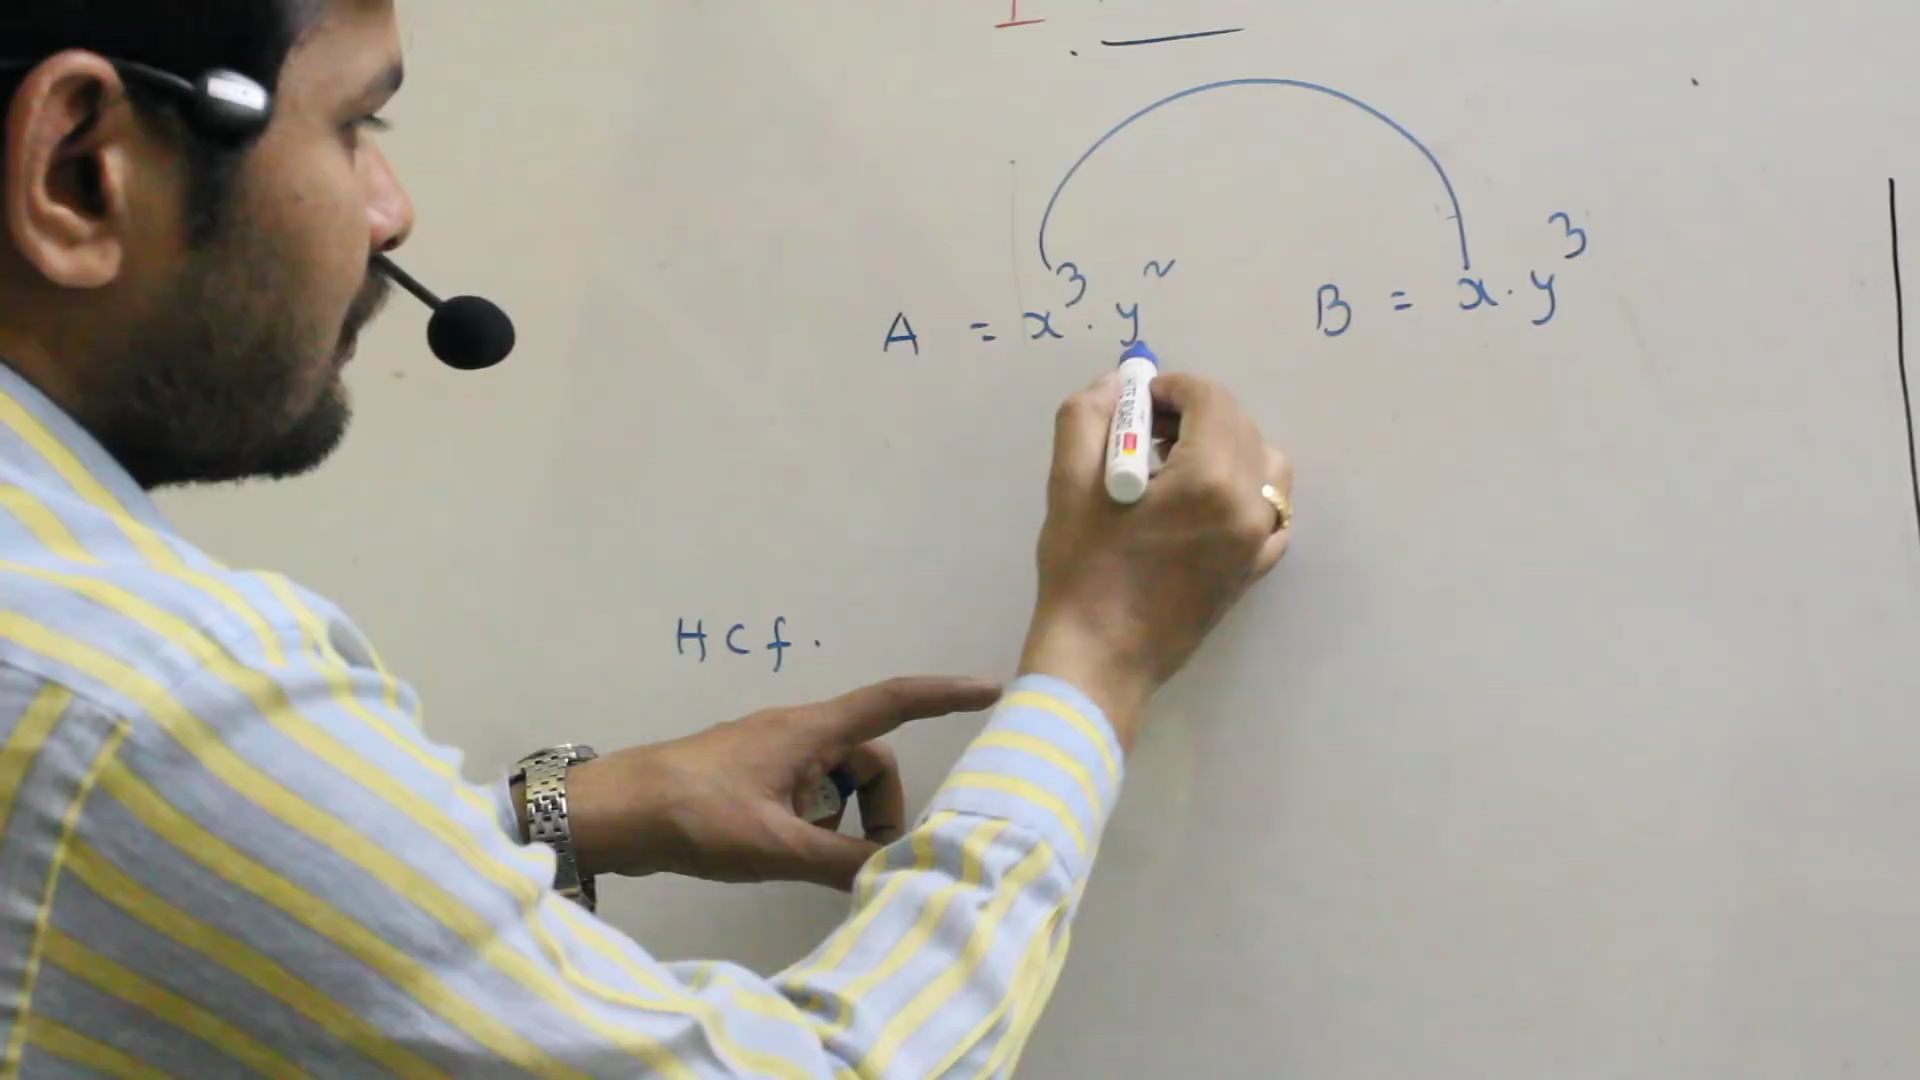 I
A = x³·y² B = x·y³
HCf.